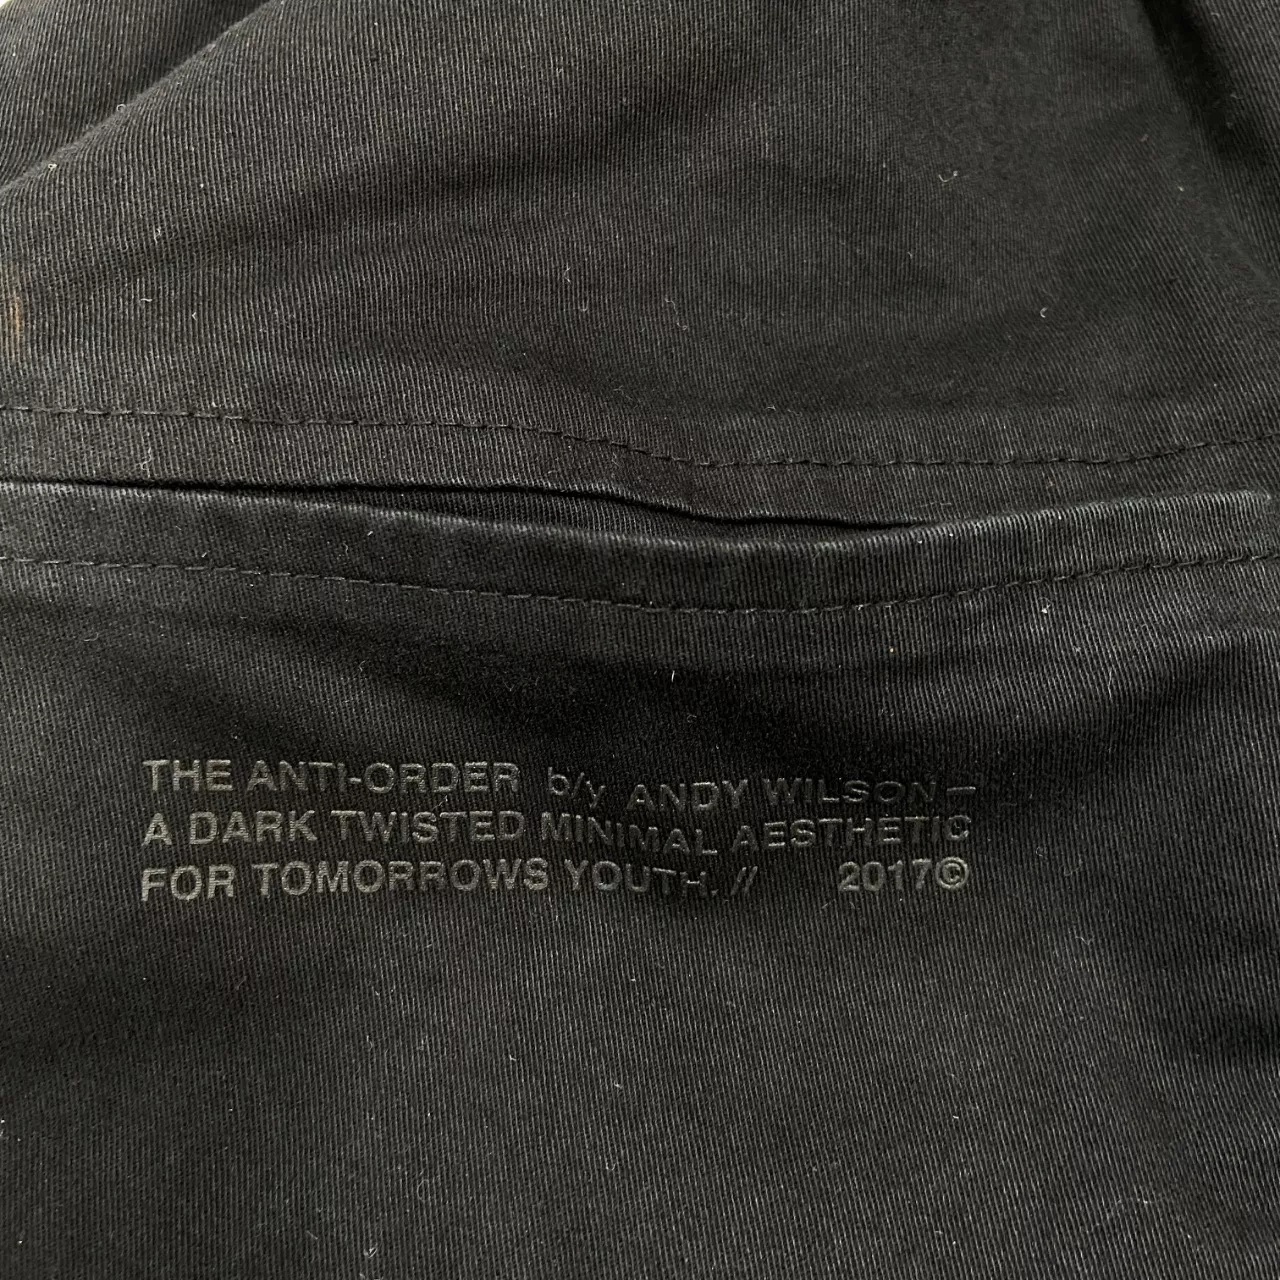 THE ANTI-ORDER b/y ANDY WILSON —
A DARK TWISTED MINIMAL AESTHETIC
FOR TOMORROWS YOUTH. // 2017©